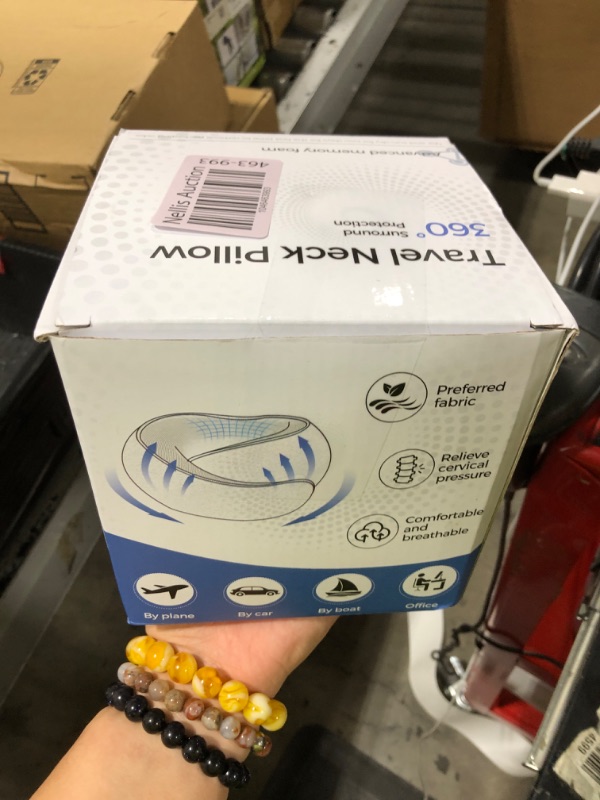 Advanced memory foam
Nellis Auction
463-993
360° Surround
Protection
Travel Neck Pillow
Preferred
fabric
Relieve
cervical
pressure
Comfortable
and
breathable
By plane
By car
By boat
Office
4599